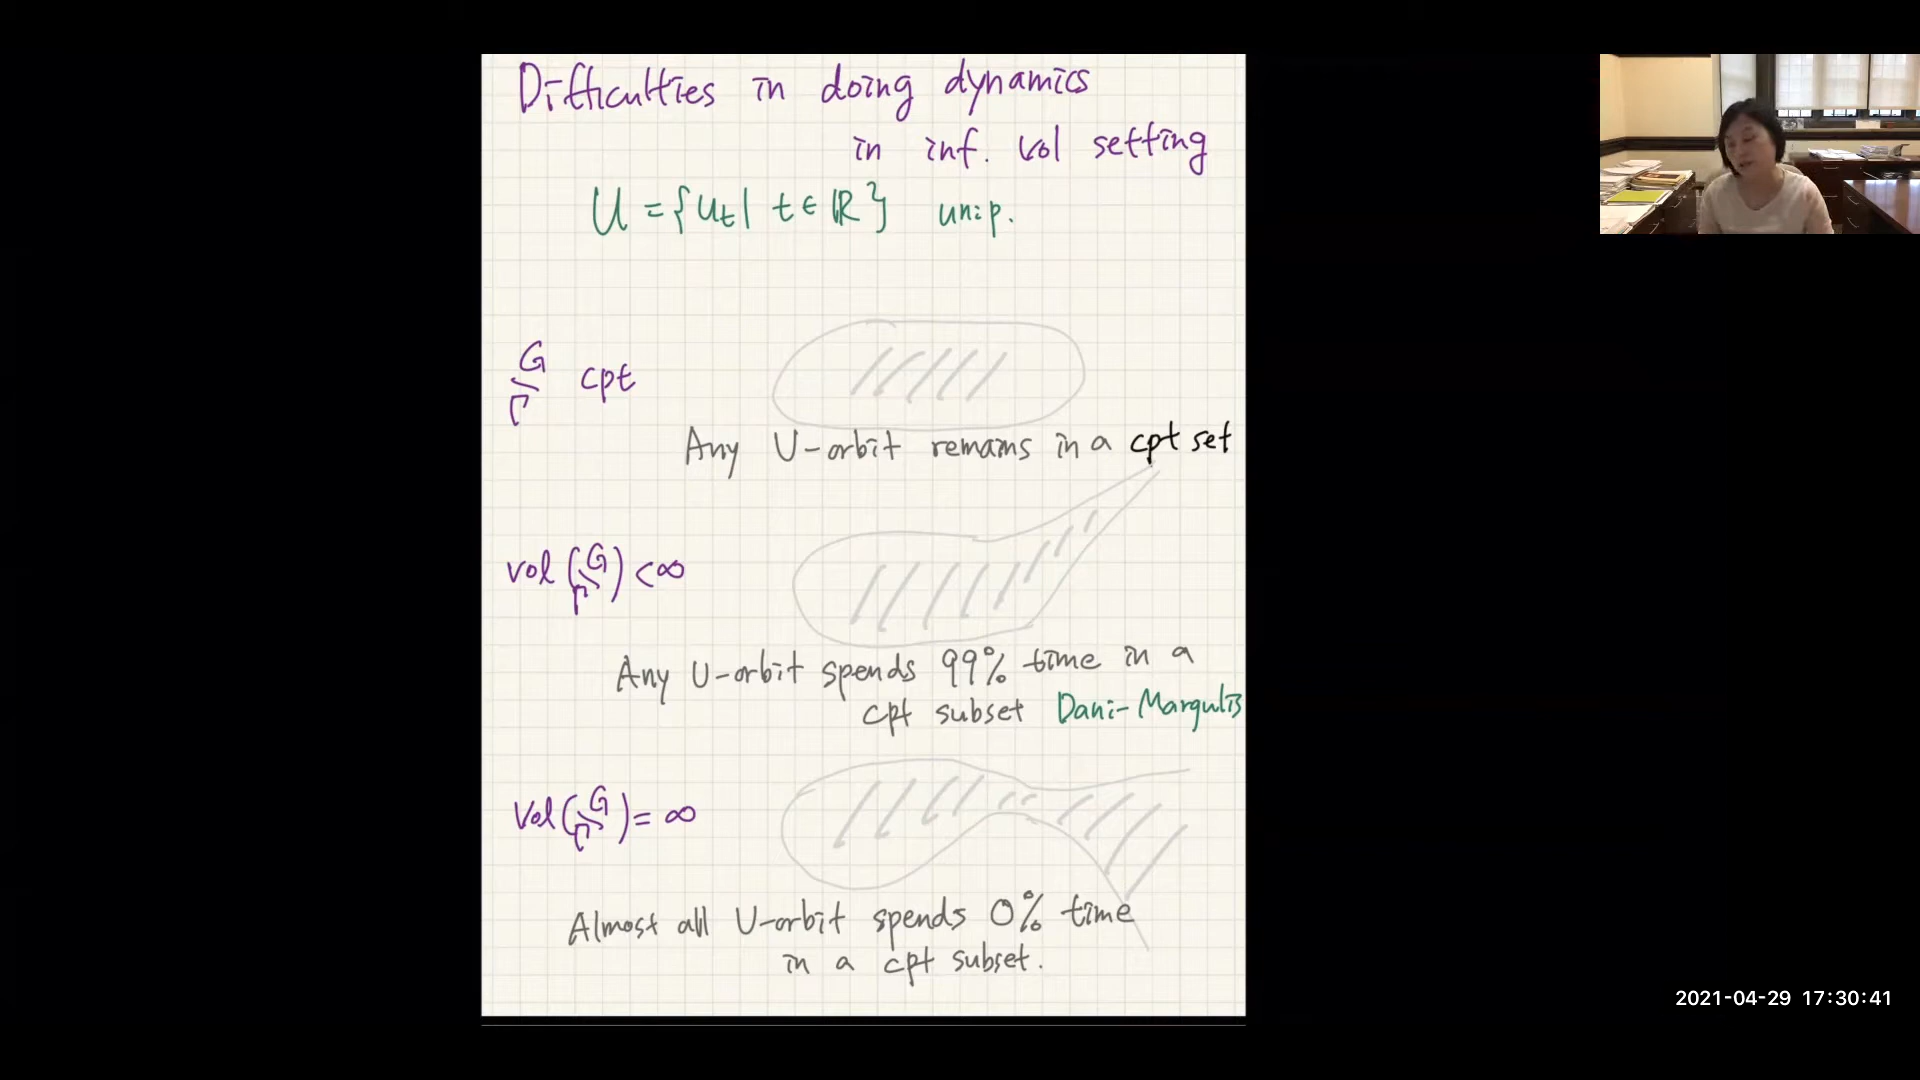 Difficulties in doing dynamics
in inf. vol setting
U = {u_t | t ∈ ℝ} unip.
Γ\G cpt
Any U-orbit remains in a cpt set
vol(Γ\G) < ∞
Any U-orbit spends 99% time in a
cpt subset Dani-Margulis
Vol(Γ\G) = ∞
Almost all U-orbit spends 0% time
in a cpt subset.
2021-04-29 17:30:41